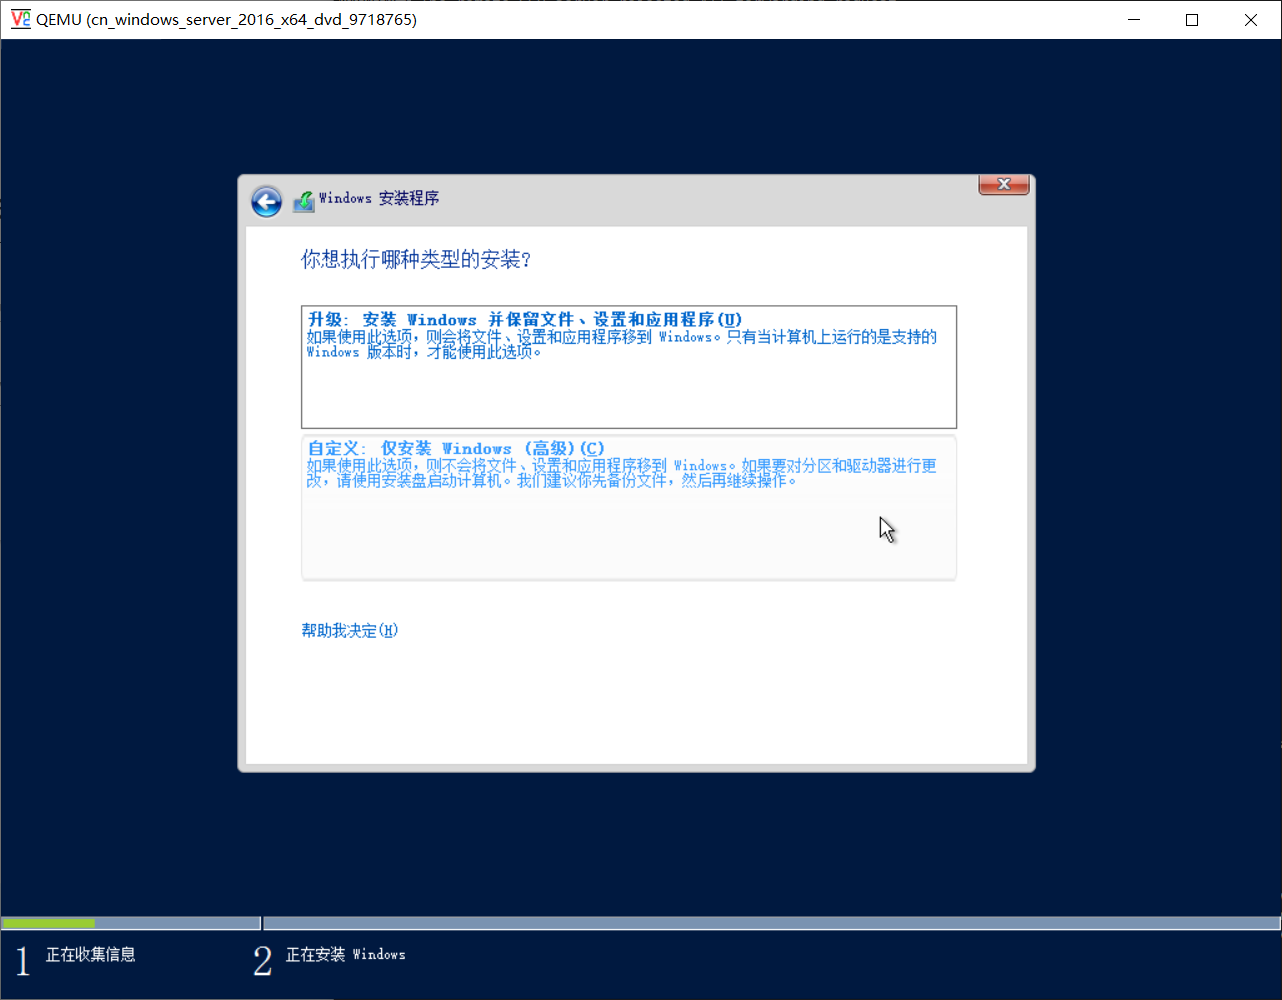 QEMU (cn_windows_server_2016_x64_dvd_9718765)
Windows 安装程序
你想执行哪种类型的安装?
升级: 安装 Windows 并保留文件、设置和应用程序(U)
如果使用此选项，则会将文件、设置和应用程序移到 Windows。只有当计算机上运行的是支持的
Windows 版本时，才能使用此选项。
自定义: 仅安装 Windows (高级)(C)
如果使用此选项，则不会将文件、设置和应用程序移到 Windows。如果要对分区和驱动器进行更
改，请使用安装盘启动计算机。我们建议你先备份文件，然后再继续操作。
帮助我决定(H)
1 正在收集信息
2 正在安装 Windows